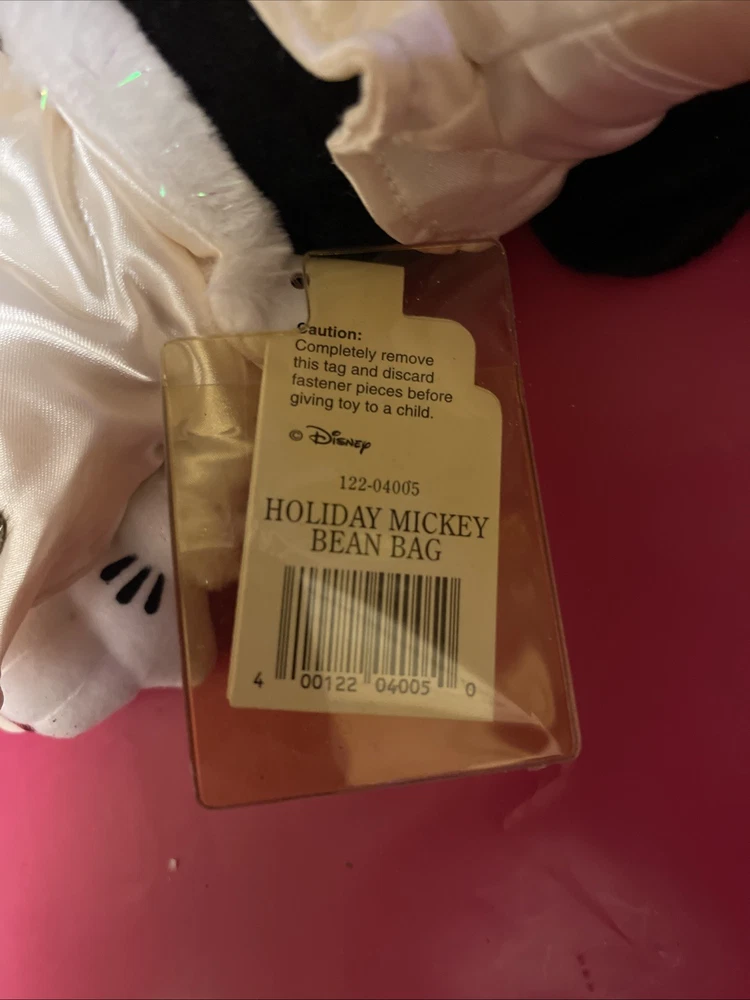 Caution:
Completely remove
this tag and discard
fastener pieces before
giving toy to a child.
© Disney
122-04005
HOLIDAY MICKEY
BEAN BAG
4 00122 04005 0